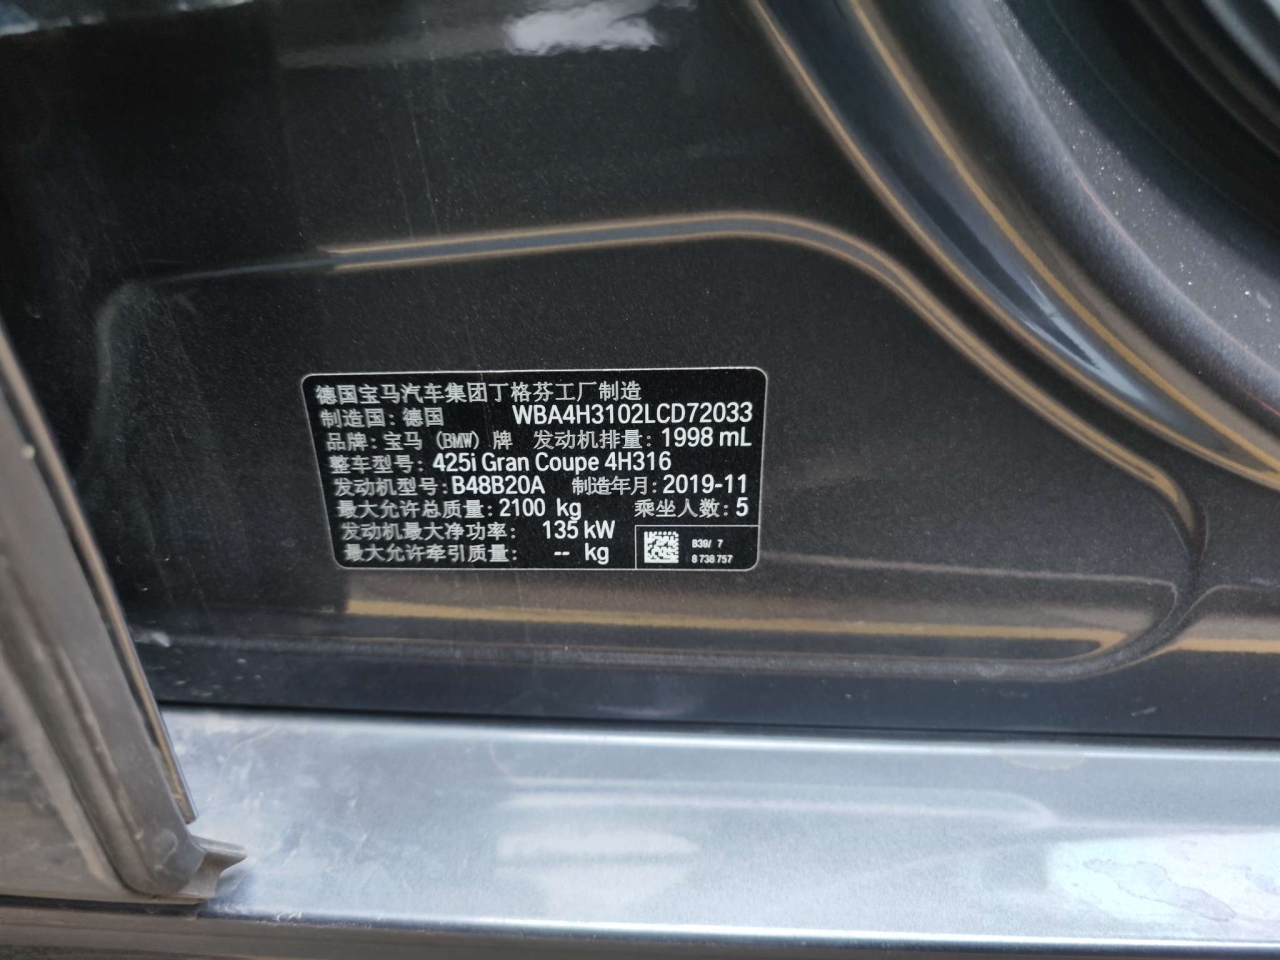 德国宝马汽车集团丁格芬工厂制造
制造国：德国 WBA4H3102LCD72033
品牌：宝马（BMW）牌 发动机排量：1998 mL
整车型号：425i Gran Coupe 4H316
发动机型号：B48B20A 制造年月：2019-11
最大允许总质量：2100 kg 乘坐人数：5
发动机最大净功率： 135 kW
最大允许牵引质量： -- kg
B39/ 7
8 738 757